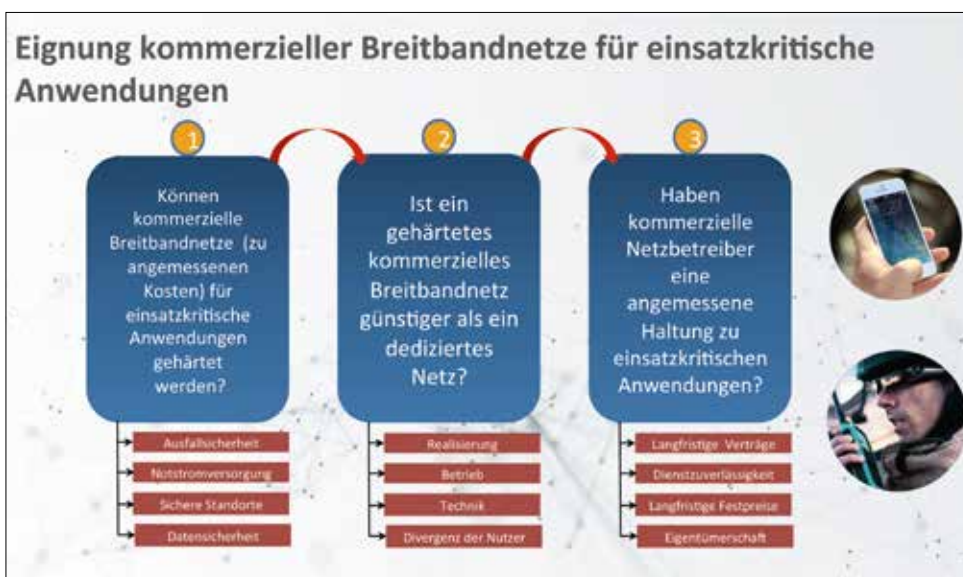 Eignung kommerzieller Breitbandnetze für einsatzkritische
Anwendungen
1
Können
kommerzielle
Breitbandnetze (zu
angemessenen
Kosten) für
einsatzkritische
Anwendungen
gehärtet
werden?
Ausfallsicherheit
Notstromversorgung
Sichere Standorte
Datensicherheit
2
Ist ein
gehärtetes
kommerzielles
Breitbandnetz
günstiger als ein
dediziertes
Netz?
Realisierung
Betrieb
Technik
Divergenz der Nutzer
3
Haben
kommerzielle
Netzbetreiber
eine
angemessene
Haltung zu
einsatzkritischen
Anwendungen?
Langfristige Verträge
Dienstzuverlässigkeit
Langfristige Festpreise
Eigentümerschaft